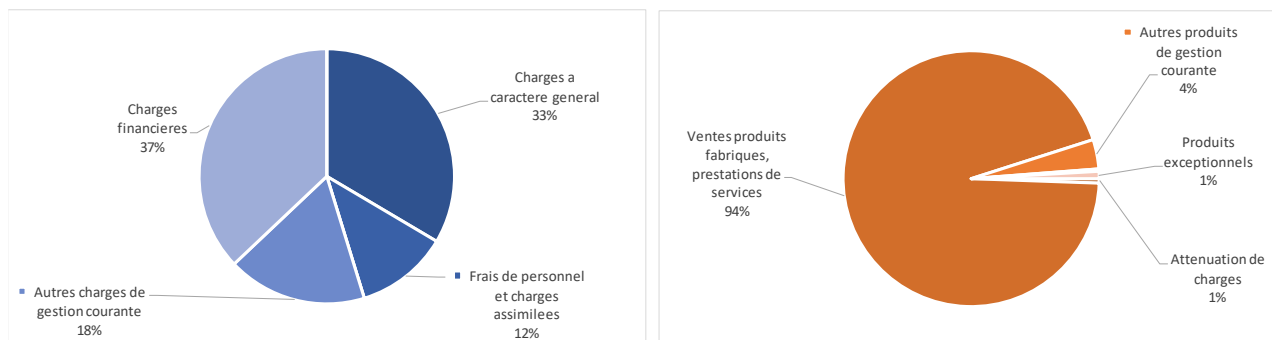 Charges a
caractère general
33%
Charges
financieres
37%
Frais de personnel
et charges
assimilees
12%
Autres charges de
gestion courante
18%
Autres produits
de gestion
courante
4%
Ventes produits
fabriques,
prestations de
services
94%
Produits
exceptionnels
1%
Attenuation de
charges
1%